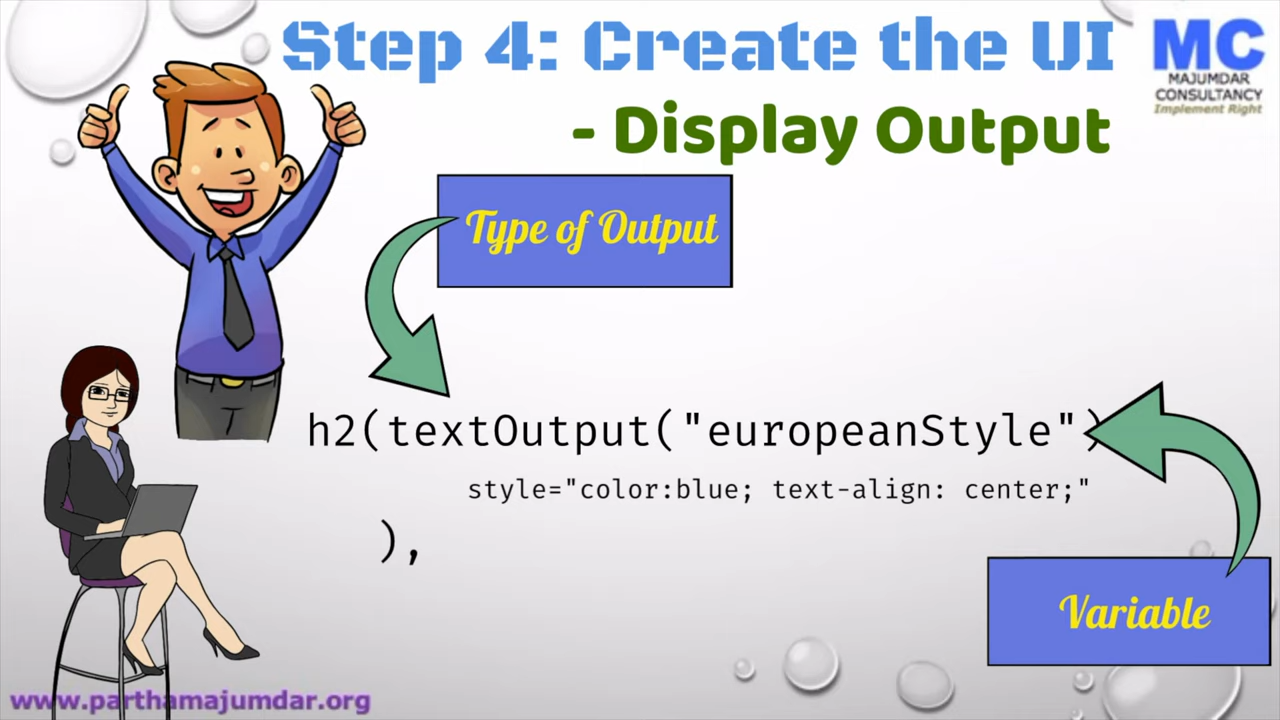 Step 4: Create the UI
- Display Output
MC
MAJUMDAR
CONSULTANCY
Implement Right
Type of Output
h2(textOutput("europeanStyle")
style="color:blue; text-align: center;"
),
Variable
www.parthamajumdar.org